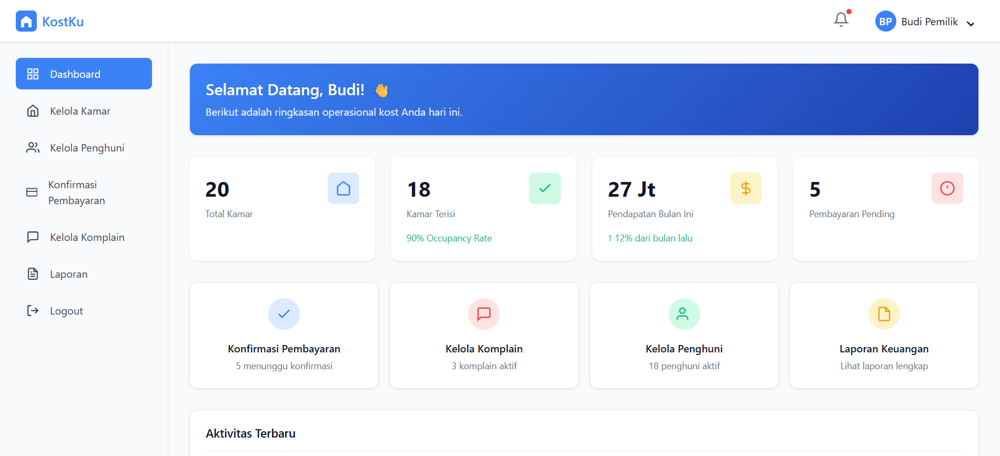 KostKu
BP Budi Pemilik
Dashboard
Kelola Kamar
Kelola Penghuni
Konfirmasi
Pembayaran
Kelola Komplain
Laporan
Logout
Selamat Datang, Budi! 👋
Berikut adalah ringkasan operasional kost Anda hari ini.
20
Total Kamar
18
Kamar Terisi
90% Occupancy Rate
27 Jt
Pendapatan Bulan Ini
↑ 12% dari bulan lalu
5
Pembayaran Pending
Konfirmasi Pembayaran
5 menunggu konfirmasi
Kelola Komplain
3 komplain aktif
Kelola Penghuni
18 penghuni aktif
Laporan Keuangan
Lihat laporan lengkap
Aktivitas Terbaru